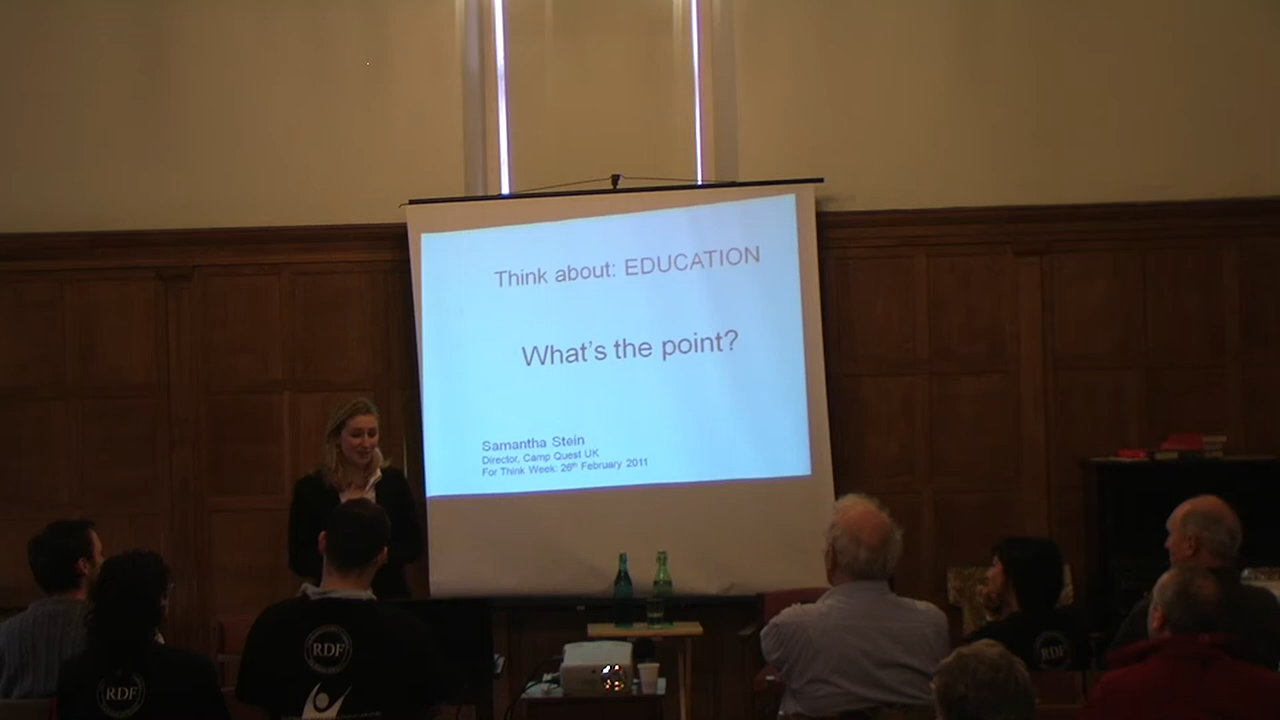 Think about: EDUCATION
What's the point?
Samantha Stein
Director, Camp Quest UK
For Think Week: 26th February 2011
RDF
RDF
RDF